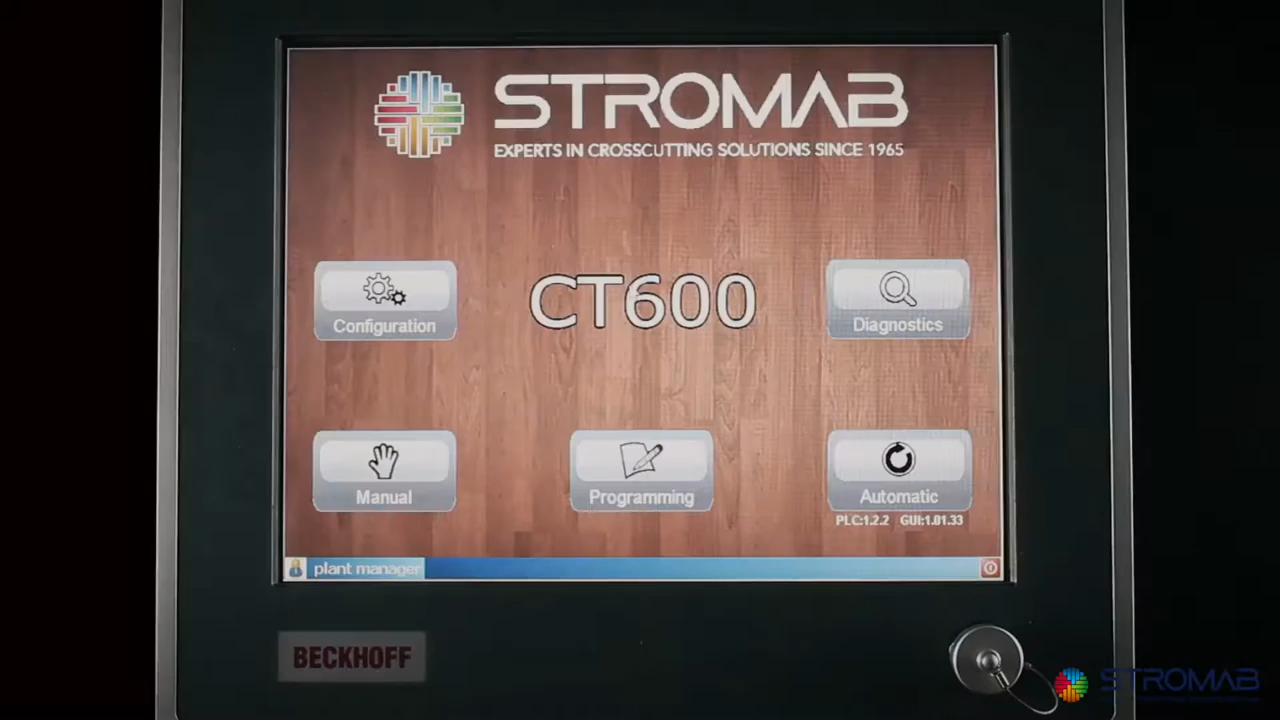 STROMAB
EXPERTS IN CROSSCUTTING SOLUTIONS SINCE 1965
CT600
Configuration
Diagnostics
Manual
Programming
Automatic
PLC:1.2.2 GUI:1.01.33
plant manager
BECKHOFF
STROMAB